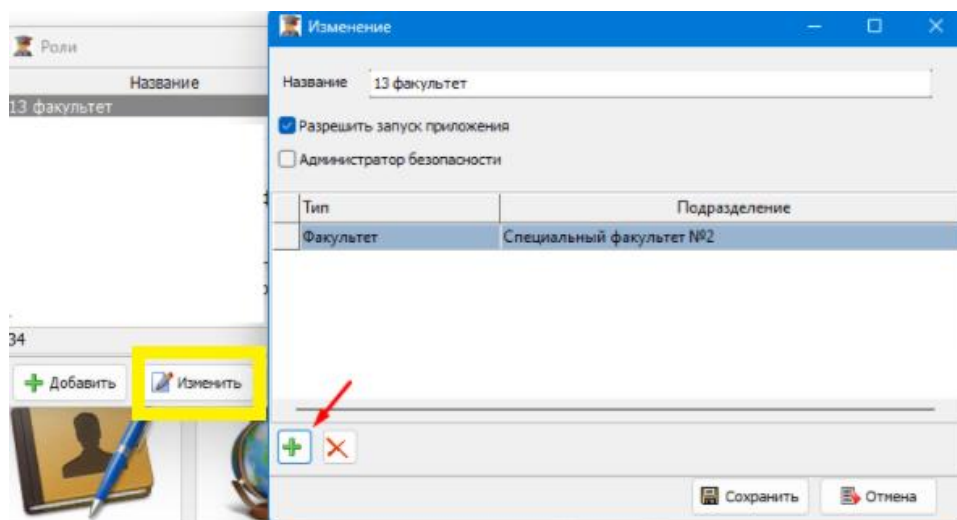 Роли
Название
13 факультет
34
Добавить
Изменить
Изменение
Название 13 факультет
Разрешить запуск приложения
Администратор безопасности
Тип Подразделение
Факультет Специальный факультет №2
Сохранить Отмена